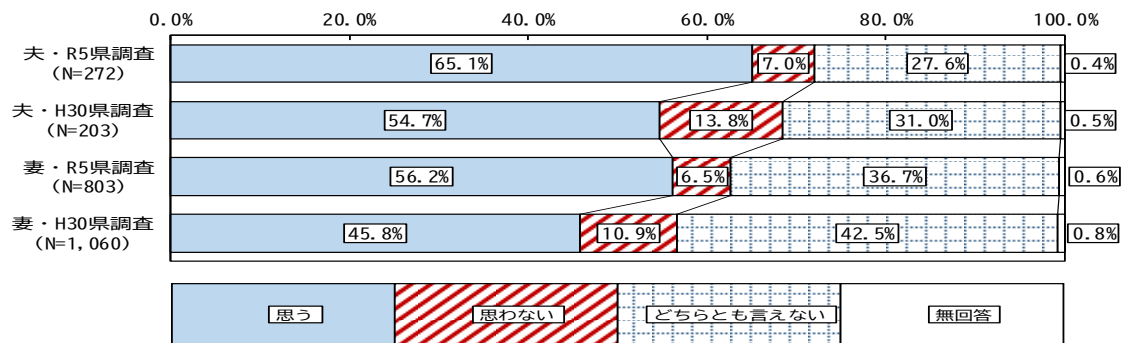 0.0% 20.0% 40.0% 60.0% 80.0% 100.0%
夫・R5県調査
(N=272)
65.1% 7.0% 27.6% 0.4%
夫・H30県調査
(N=203)
54.7% 13.8% 31.0% 0.5%
妻・R5県調査
(N=803)
56.2% 6.5% 36.7% 0.6%
妻・H30県調査
(N=1,060)
45.8% 10.9% 42.5% 0.8%
思う 思わない どちらとも言えない 無回答